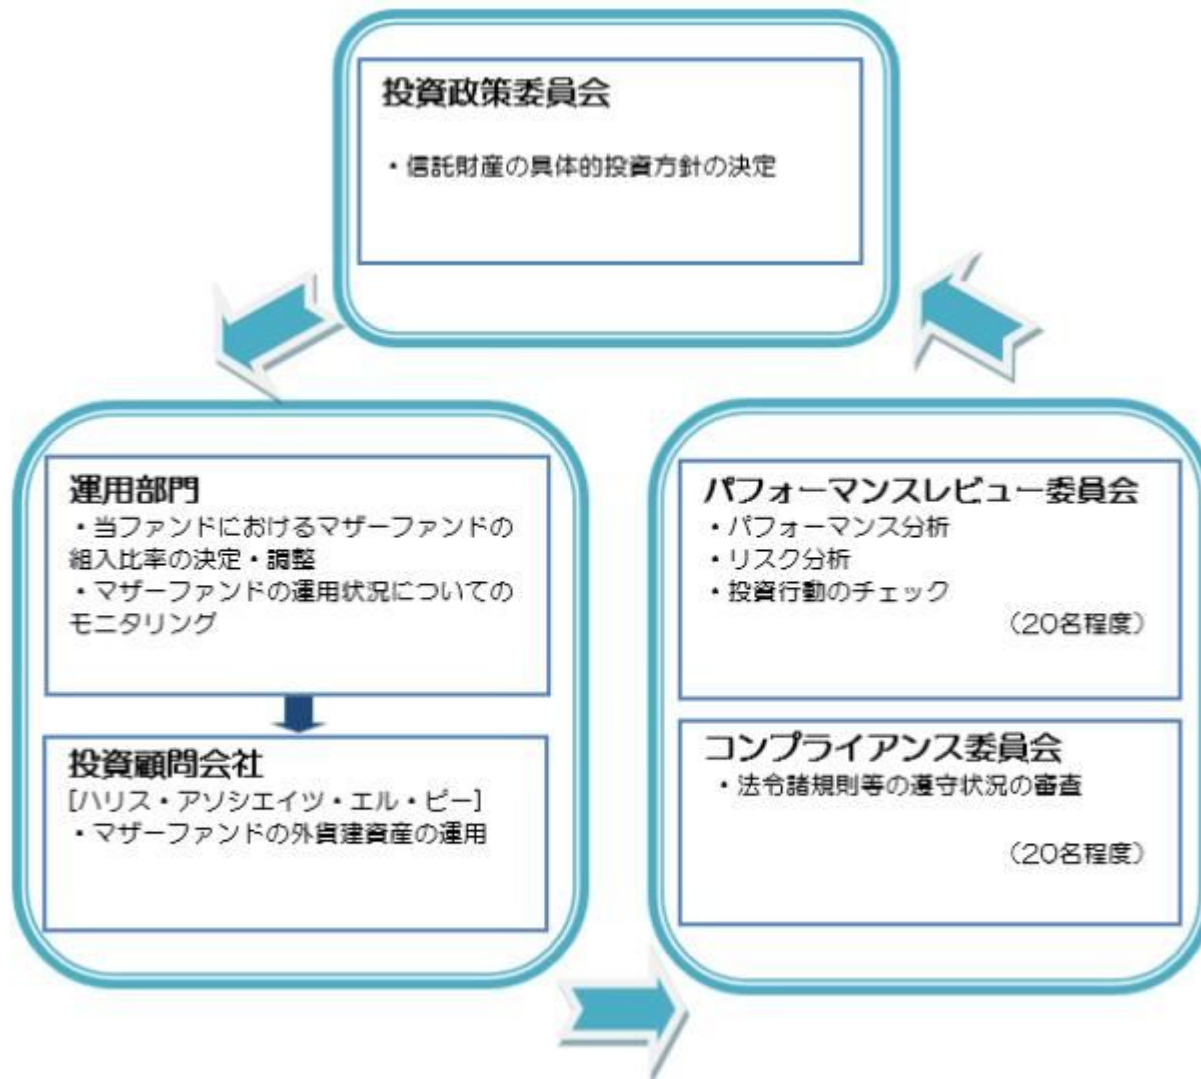 投資政策委員会
・信託財産の具体的投資方針の決定
運用部門
・当ファンドにおけるマザーファンドの
組入比率の決定・調整
・マザーファンドの運用状況についての
モニタリング
投資顧問会社
[ハリス・アソシエイツ・エル・ピー]
・マザーファンドの外貨建資産の運用
パフォーマンスレビュー委員会
・パフォーマンス分析
・リスク分析
・投資行動のチェック
（20名程度）
コンプライアンス委員会
・法令諸規則等の遵守状況の審査
（20名程度）